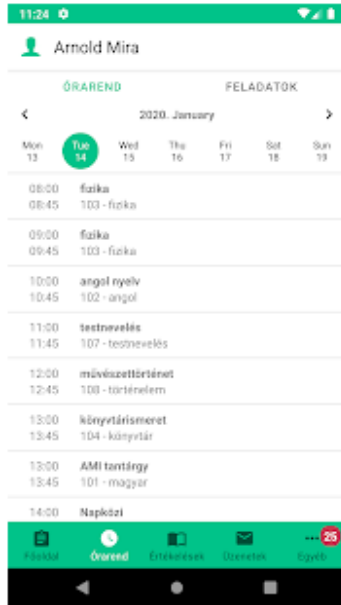 11:24
Arnold Mira
ÓRAREND FELADATOK
2020. January
Mon Tue Wed Thu Fri Sat Sun
13 14 15 16 17 18 19
08:00 fizika
08:45 103 - fizika
09:00 fizika
09:45 103 - fizika
10:00 angol nyelv
10:45 102 - angol
11:00 testnevelés
11:45 107 - testnevelés
12:00 művészettörténet
12:45 108 - történelem
13:00 könyvtárismeret
13:45 104 - könyvtár
13:00 AMI tantárgy
13:45 101 - magyar
14:00 Napközi
25
Főoldal Órarend Értékelések Üzenetek Egyéb